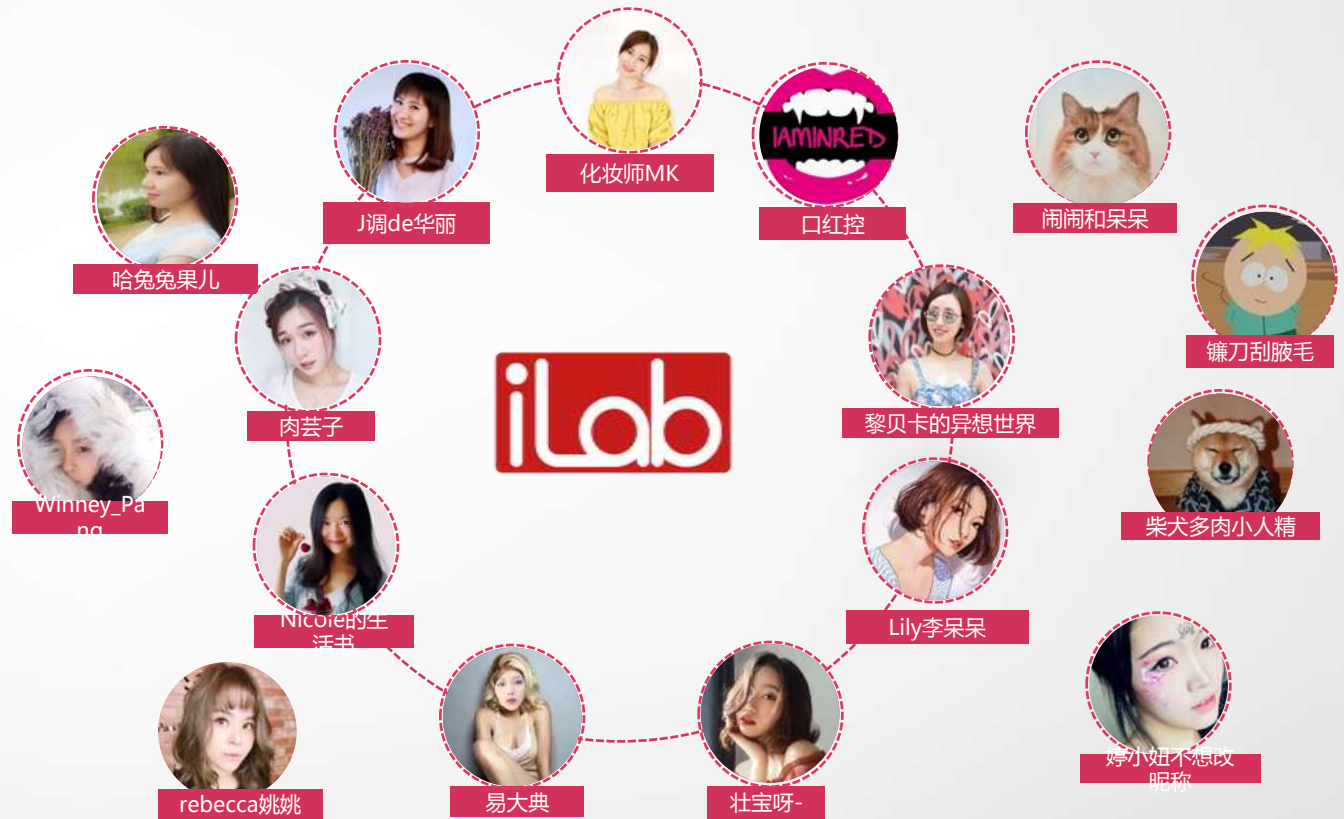 化妆师MK
IAMINRED
J调de华丽
口红控
闹闹和呆呆
哈兔兔果儿
镰刀刮腋毛
肉芸子
黎贝卡的异想世界
iLab
Winney_Pa
ng
柴犬多肉小人精
Nicole的生
活书
Lily李呆呆
婷小妞不想改
昵称
rebecca姚姚
易大典
壮宝呀-